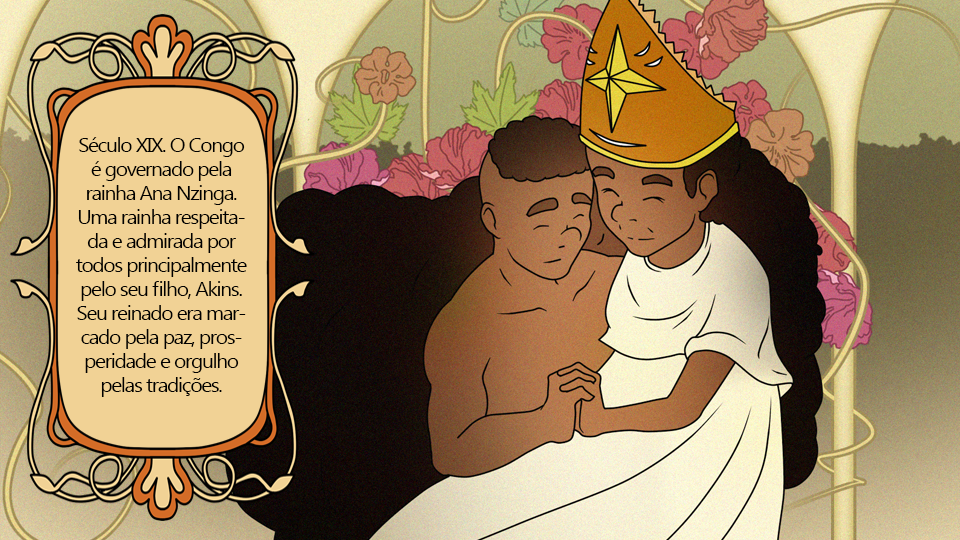 Século XIX. O Congo
é governado pela
rainha Ana Nzinga.
Uma rainha respeita-
da e admirada por
todos principalmente
pelo seu filho, Akins.
Seu reinado era mar-
cado pela paz, pros-
peridade e orgulho
pelas tradições.